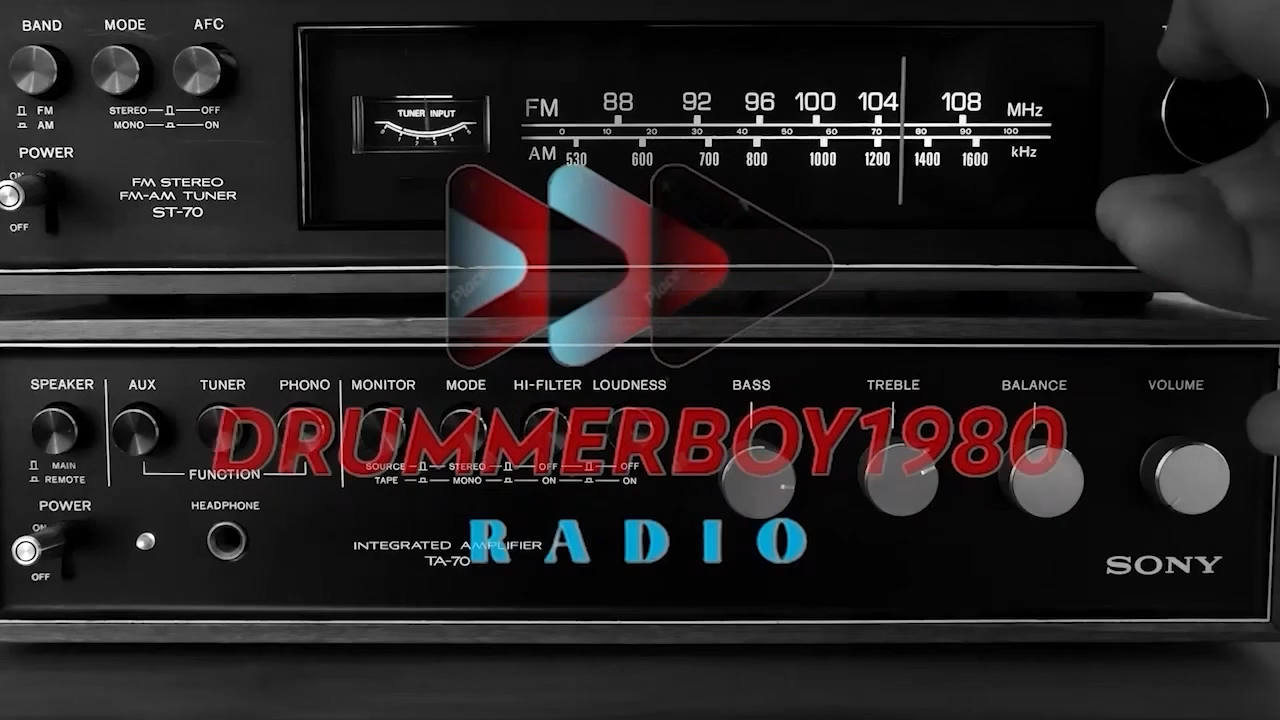 BAND MODE AFC
FM STEREO OFF
AM MONO ON
POWER
ON
OFF
FM STEREO
FM-AM TUNER
ST-70
TUNER INPUT
FM 88 92 96 100 104 108 MHz
0 10 20 30 40 50 60 70 80 90 100
AM 530 600 700 800 1000 1200 1400 1600 kHz
SPEAKER AUX TUNER PHONO MONITOR MODE HI-FILTER LOUDNESS BASS TREBLE BALANCE VOLUME
DRUMMERBOY1980
MAIN SOURCE STEREO OFF OFF
REMOTE FUNCTION TAPE MONO ON ON
POWER HEADPHONE
ON
OFF
RADIO
INTEGRATED AMPLIFIER
TA-70
SONY